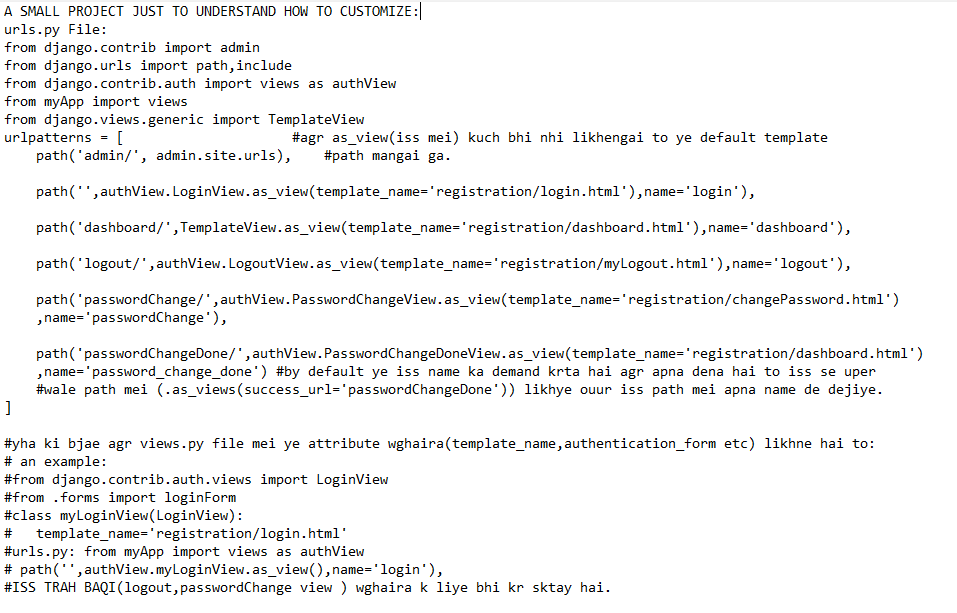 A SMALL PROJECT JUST TO UNDERSTAND HOW TO CUSTOMIZE:
urls.py File:
from django.contrib import admin
from django.urls import path,include
from django.contrib.auth import views as authView
from myApp import views
from django.views.generic import TemplateView
urlpatterns = [                     #agr as_view(iss mei) kuch bhi nhi likhengai to ye default template
    path('admin/', admin.site.urls),    #path mangai ga.
    path('',authView.LoginView.as_view(template_name='registration/login.html'),name='login'),
    path('dashboard/',TemplateView.as_view(template_name='registration/dashboard.html'),name='dashboard'),
    path('logout/',authView.LogoutView.as_view(template_name='registration/myLogout.html'),name='logout'),
    path('passwordChange/',authView.PasswordChangeView.as_view(template_name='registration/changePassword.html')
    ,name='passwordChange'),
    path('passwordChangeDone/',authView.PasswordChangeDoneView.as_view(template_name='registration/dashboard.html')
    ,name='password_change_done') #by default ye iss name ka demand krta hai agr apna dena hai to iss se uper
    #wale path mei (.as_views(success_url='passwordChangeDone')) likhye ouur iss path mei apna name de dejiye.
]
#yha ki bjae agr views.py file mei ye attribute wghaira(template_name,authentication_form etc) likhne hai to:
# an example:
#from django.contrib.auth.views import LoginView
#from .forms import loginForm
#class myLoginView(LoginView):
#   template_name='registration/login.html'
#urls.py: from myApp import views as authView
# path('',authView.myLoginView.as_view(),name='login'),
#ISS TRAH BAQI(logout,passwordChange view ) wghaira k liye bhi kr sktay hai.